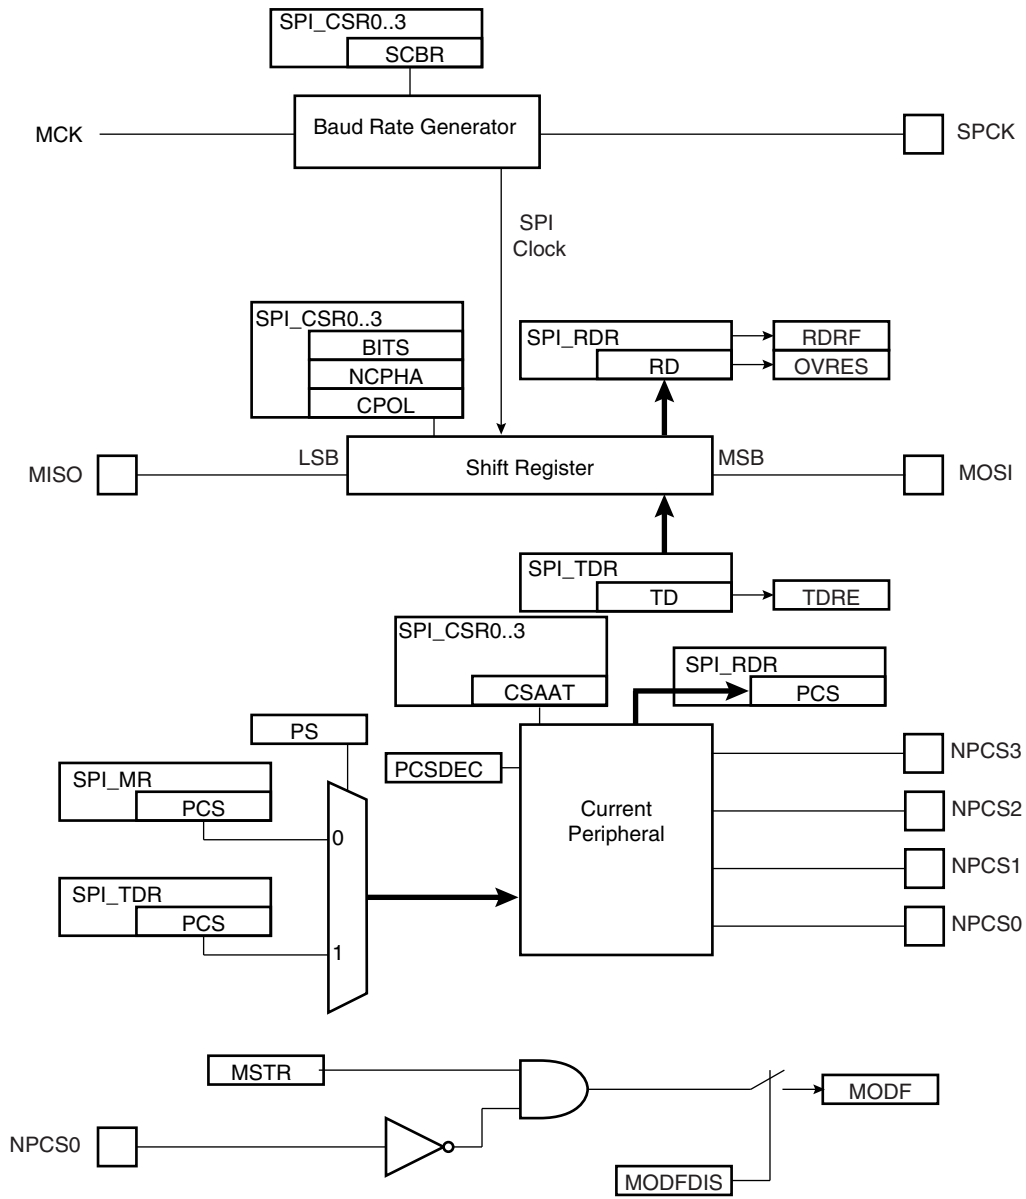 SPI_CSR0..3
SCBR
MCK
Baud Rate Generator
SPCK
SPI
Clock
SPI_CSR0..3
BITS
NCPHA
CPOL
SPI_RDR
RD
RDRF
OVRES
MISO
LSB
Shift Register
MSB
MOSI
SPI_TDR
TD
TDRE
SPI_CSR0..3
CSAAT
SPI_RDR
PCS
PS
PCSDEC
SPI_MR
PCS
0
SPI_TDR
PCS
1
Current
Peripheral
NPCS3
NPCS2
NPCS1
NPCS0
MSTR
MODF
NPCS0
MODFDIS